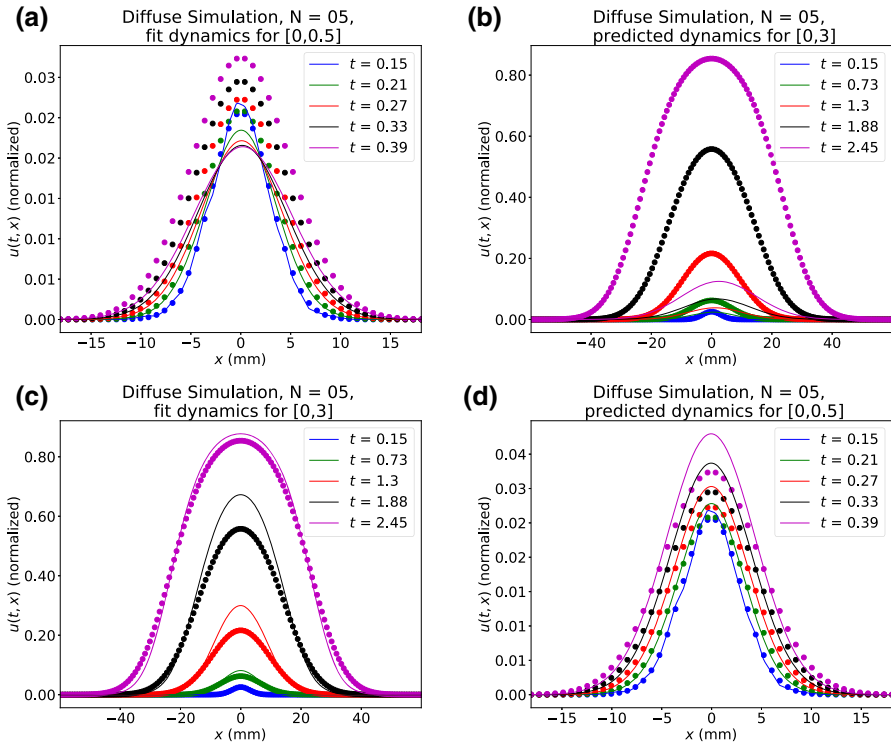 (a)
Diffuse Simulation, N = 05,
fit dynamics for [0,0.5]
u(t, x) (normalized)
0.03
0.02
0.02
0.01
0.01
0.00
t = 0.15
t = 0.21
t = 0.27
t = 0.33
t = 0.39
−15 −10 −5 0 5 10 15
x (mm)
(b)
Diffuse Simulation, N = 05,
predicted dynamics for [0,3]
u(t, x) (normalized)
0.80
0.60
0.40
0.20
0.00
t = 0.15
t = 0.73
t = 1.3
t = 1.88
t = 2.45
−40 −20 0 20 40
x (mm)
(c)
Diffuse Simulation, N = 05,
fit dynamics for [0,3]
u(t, x) (normalized)
0.80
0.60
0.40
0.20
0.00
t = 0.15
t = 0.73
t = 1.3
t = 1.88
t = 2.45
−40 −20 0 20 40
x (mm)
(d)
Diffuse Simulation, N = 05,
predicted dynamics for [0,0.5]
u(t, x) (normalized)
0.04
0.03
0.03
0.02
0.02
0.01
0.01
0.00
t = 0.15
t = 0.21
t = 0.27
t = 0.33
t = 0.39
−15 −10 −5 0 5 10 15
x (mm)